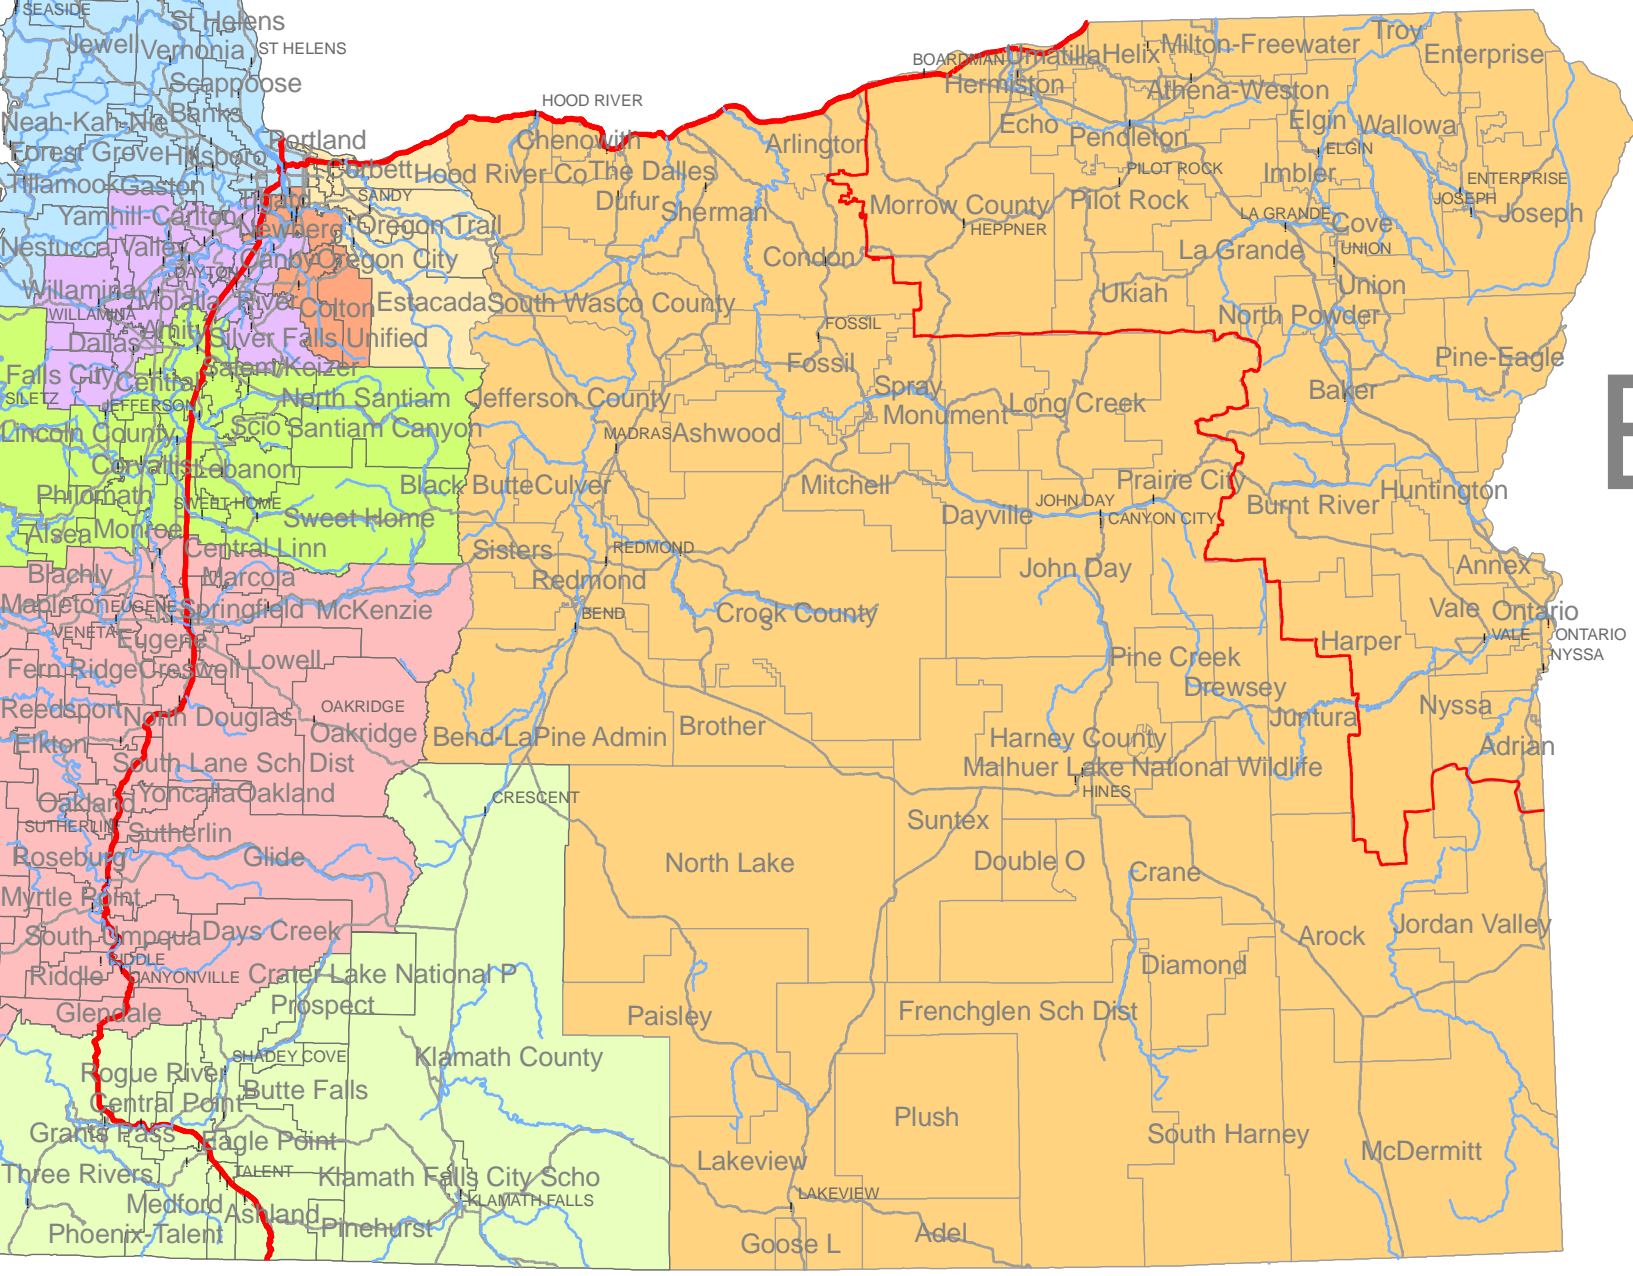 SEASIDE
St Helens
Jewell
Vernonia
ST HELENS
Scappoose
Banks
Neah-Kah-Nie
Forest Grove
Hillsboro
Portland
HOOD RIVER
BOARDMAN
Umatilla
Helix
Milton-Freewater
Troy
Enterprise
Hermiston
Athena-Weston
Echo
Pendleton
Elgin
Wallowa
ELGIN
Chenowith
Arlington
Tillamook
Gaston
Corbett
Hood River Co
The Dalles
PILOT ROCK
Imbler
ENTERPRISE
SANDY
Dufur
Sherman
Morrow County
Pilot Rock
JOSEPH
Joseph
Yamhill-Carlton
Tigard
Newberg
Oregon Trail
HEPPNER
LA GRANDE
Cove
Nestucca Valley
Canby
Oregon City
Condon
La Grande
UNION
DAYTON
Willamina
Molalla
River
Colton
Estacada
South Wasco County
Ukiah
Union
WILLAMINA
Amity
Silver Falls Unified
FOSSIL
North Powder
Dallas
Fossil
Pine-Eagle
Falls City
Central
Salem/Keizer
SILETZ
JEFFERSON
North Santiam
Jefferson County
Spray
Monument
Long Creek
Baker
E
Lincoln County
Scio
Santiam Canyon
MADRAS
Ashwood
Corvallis
Lebanon
Black Butte
Culver
Mitchell
Prairie City
Huntington
Philomath
SWEET HOME
Sweet Home
Dayville
JOHN DAY
CANYON CITY
Burnt River
Alsea
Monroe
Central Linn
Sisters
REDMOND
Annex
Blachly
Marcola
Redmond
John Day
Mapleton
EUGENE
Springfield
McKenzie
BEND
Crook County
S
Vale
Ontario
VENETA
Eugene
Harper
VALE
ONTARIO
NYSSA
Fern Ridge
Creswell
Lowell
Pine Creek
Drewsey
Reedsport
North Douglas
OAKRIDGE
Juntura
Nyssa
Elkton
Oakridge
Bend-LaPine Admin
Brother
Harney County
Adrian
South Lane Sch Dist
Malhuer Lake National Wildlife
HINES
Oakland
Yoncalla
Oakland
CRESCENT
SUTHERLIN
Sutherlin
Suntex
Roseburg
Glide
North Lake
Double O
Crane
Myrtle Point
South Umpqua
Days Creek
Arock
Jordan Valley
RIDDLE
Riddle
CANYONVILLE
Crater Lake National P
Diamond
Glendale
Prospect
Paisley
Frenchglen Sch Dist
SHADEY COVE
Klamath County
Rogue River
Butte Falls
Central Point
Plush
Grants Pass
Eagle Point
South Harney
McDermitt
Three Rivers
TALENT
Klamath Falls City Scho
Lakeview
Medford
Ashland
KLAMATH FALLS
LAKEVIEW
Phoenix-Talent
Pinehurst
Goose L
Adel